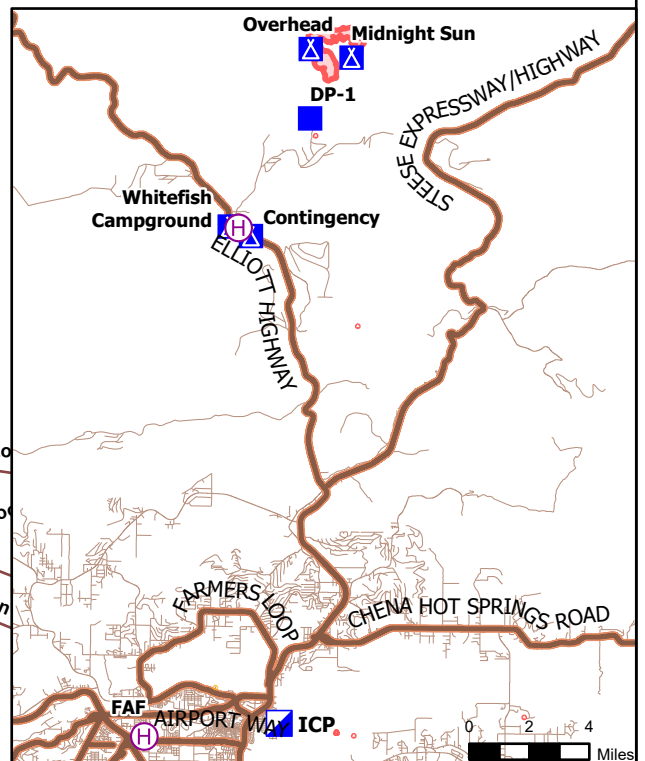 Overhead
Midnight Sun
DP-1
STEESE EXPRESSWAY/HIGHWAY
Whitefish
Campground
H
Contingency
ELLIOTT HIGHWAY
FARMERS LOOP
CHENA HOT SPRINGS ROAD
FAF
H
AIRPORT WAY
ICP
0 2 4
Miles